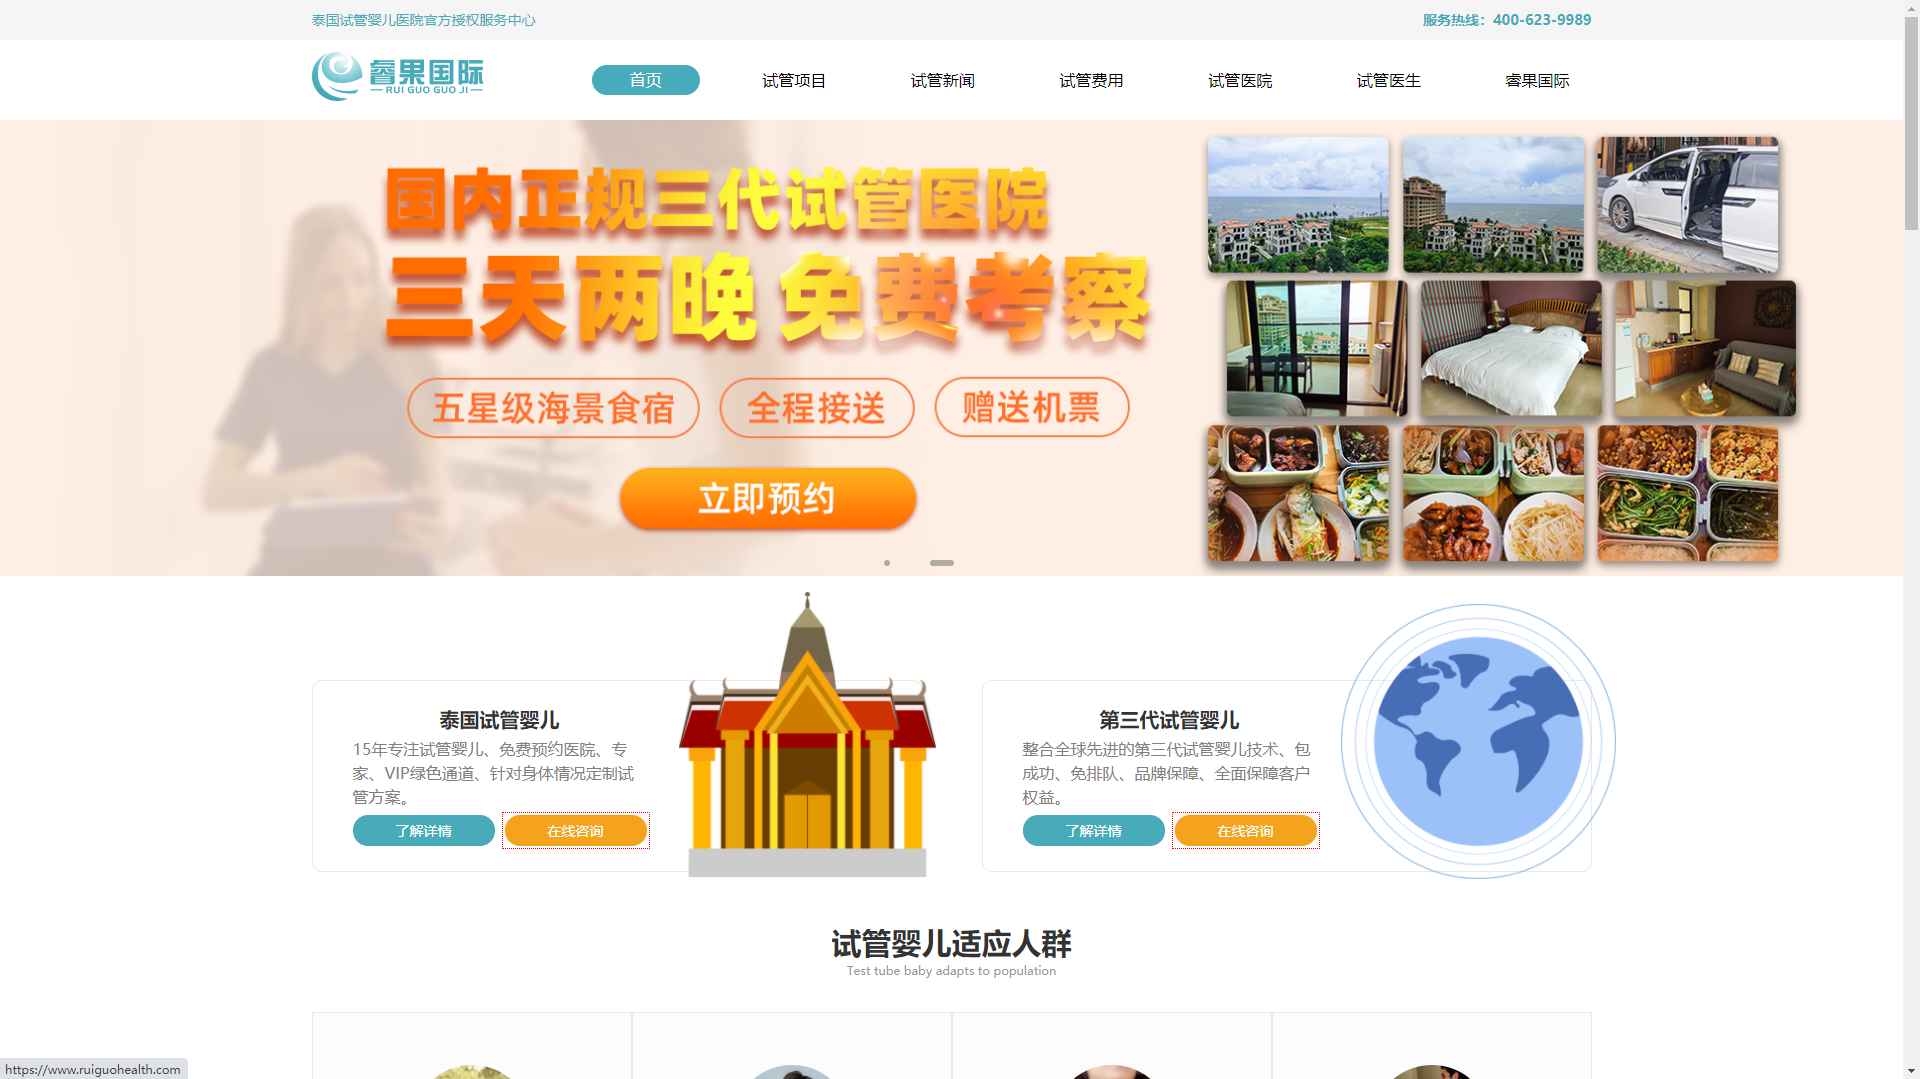 泰国试管婴儿医院官方授权服务中心
服务热线：400-623-9989
睿果国际
RUI GUO GUO JI
首页
试管项目
试管新闻
试管费用
试管医院
试管医生
睿果国际
国内正规三代试管医院
三天两晚 免费考察
五星级海景食宿
全程接送
赠送机票
立即预约
泰国试管婴儿
15年专注试管婴儿、免费预约医院、专
家、VIP绿色通道、针对身体情况定制试
管方案。
了解详情
在线咨询
第三代试管婴儿
整合全球先进的第三代试管婴儿技术、包
成功、免排队、品牌保障、全面保障客户
权益。
了解详情
在线咨询
试管婴儿适应人群
Test tube baby adapts to population
https://www.ruiguohealth.com